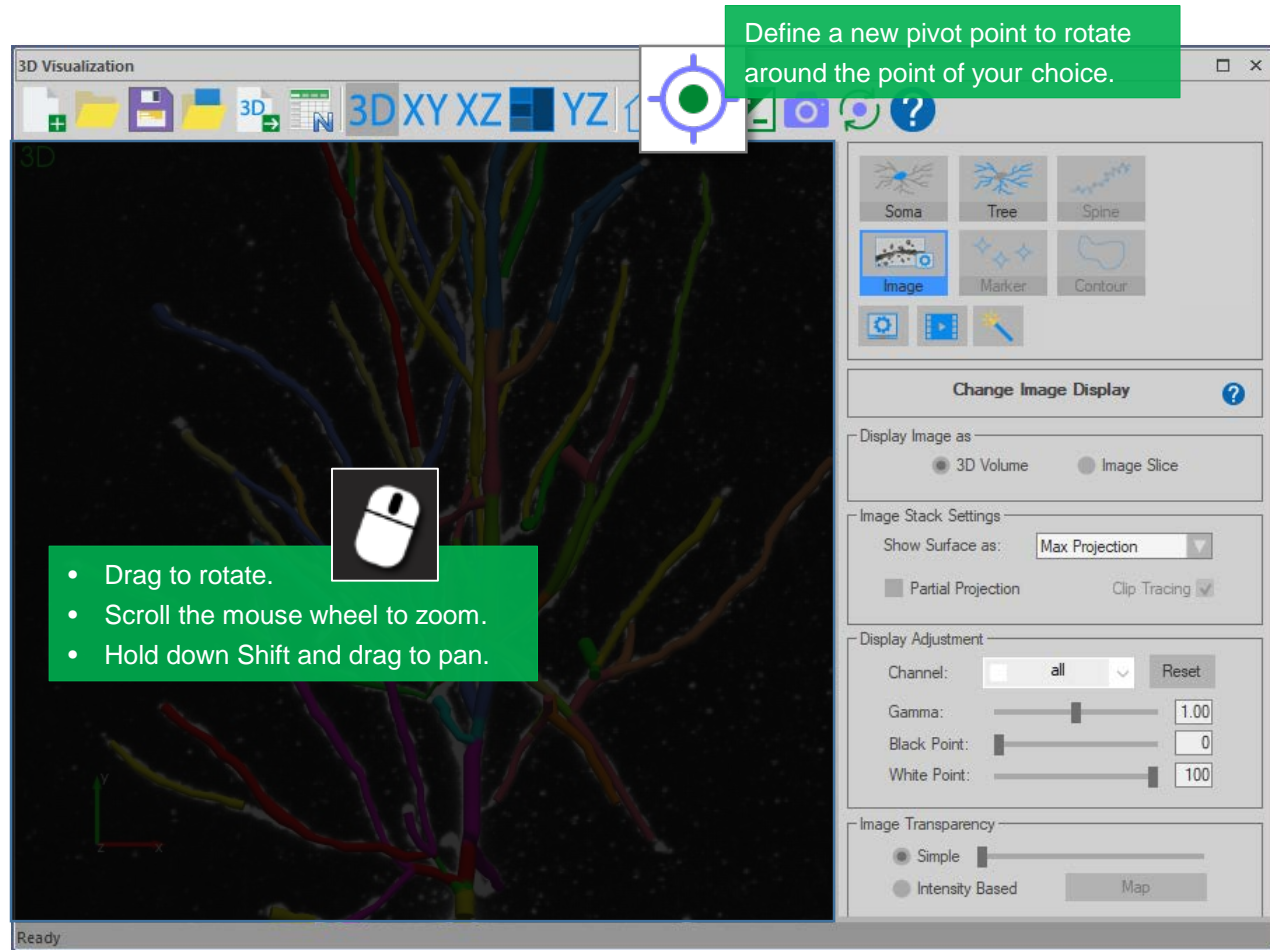 Define a new pivot point to rotate
around the point of your choice.
3D Visualization
3D
N
3D XY XZ YZ
?
3D
Soma Tree Spine
Image Marker Contour
Change Image Display ?
Display Image as
3D Volume Image Slice
Image Stack Settings
Show Surface as: Max Projection
Partial Projection Clip Tracing
• Drag to rotate.
• Scroll the mouse wheel to zoom.
• Hold down Shift and drag to pan.
Display Adjustment
Channel: all Reset
Gamma: 1.00
Black Point: 0
White Point: 100
y
z x
Image Transparency
Simple
Intensity Based Map
Ready